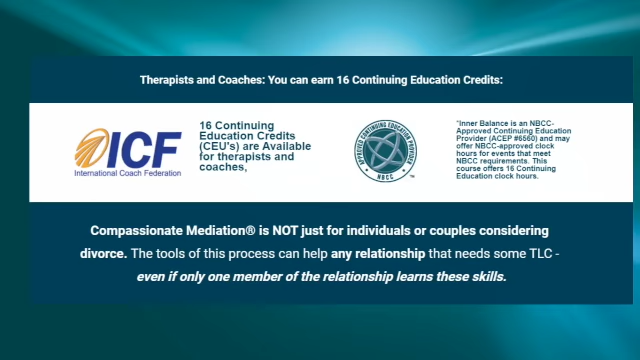 Therapists and Coaches: You can earn 16 Continuing Education Credits:
ICF
International Coach Federation
16 Continuing
Education Credits
(CEU's) are Available
for therapists and
coaches,
APPROVED CONTINUING EDUCATION PROVIDER
NBCC
TM
"Inner Balance is an NBCC-
Approved Continuing Education
Provider (ACEP #6560) and may
offer NBCC-approved clock
hours for events that meet
NBCC requirements. This
course offers 16 Continuing
Education clock hours.
Compassionate Mediation® is NOT just for individuals or couples considering
divorce. The tools of this process can help any relationship that needs some TLC -
even if only one member of the relationship learns these skills.